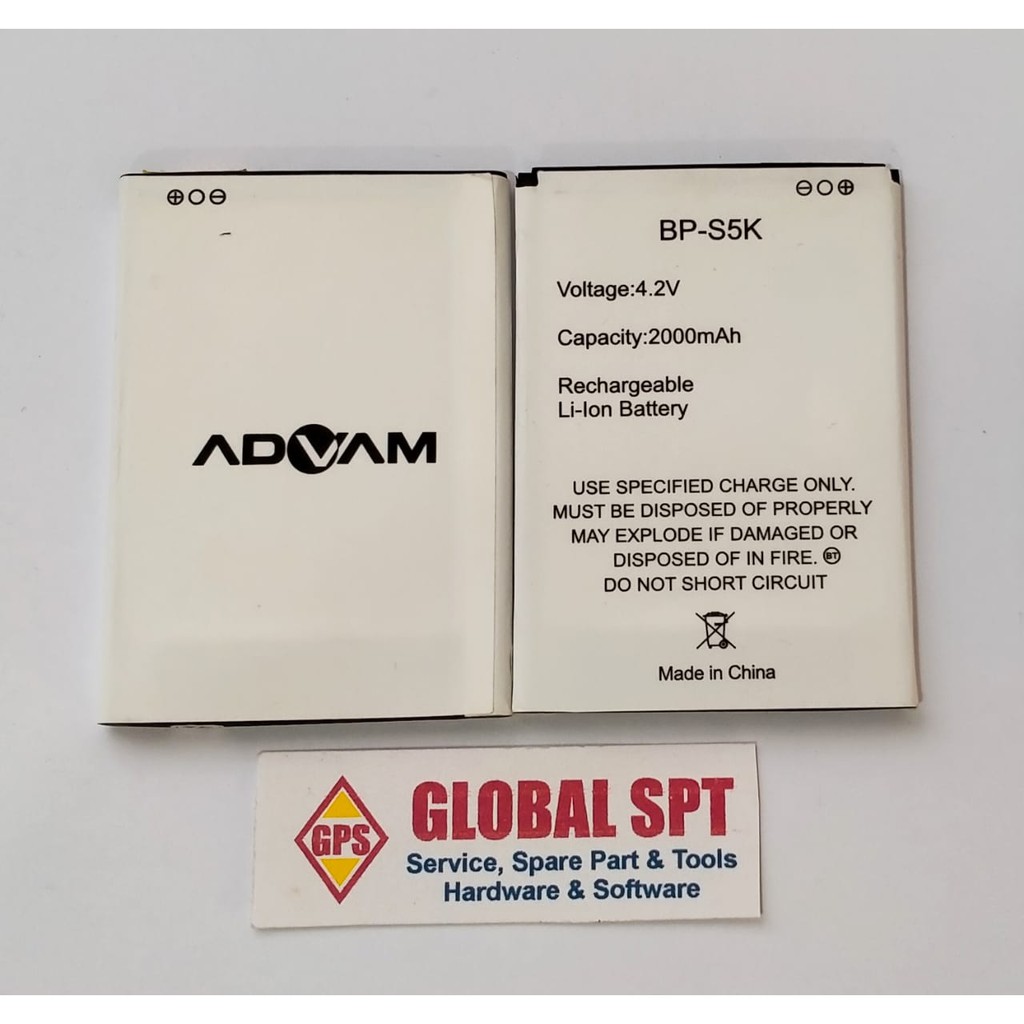 ⊕○⊖
ADVAM
⊖○⊕
BP-S5K
Voltage:4.2V
Capacity:2000mAh
Rechargeable
Li-Ion Battery
USE SPECIFIED CHARGE ONLY.
MUST BE DISPOSED OF PROPERLY
MAY EXPLODE IF DAMAGED OR
DISPOSED OF IN FIRE. BT
DO NOT SHORT CIRCUIT
Made in China
GPS
GLOBAL SPT
Service, Spare Part & Tools
Hardware & Software